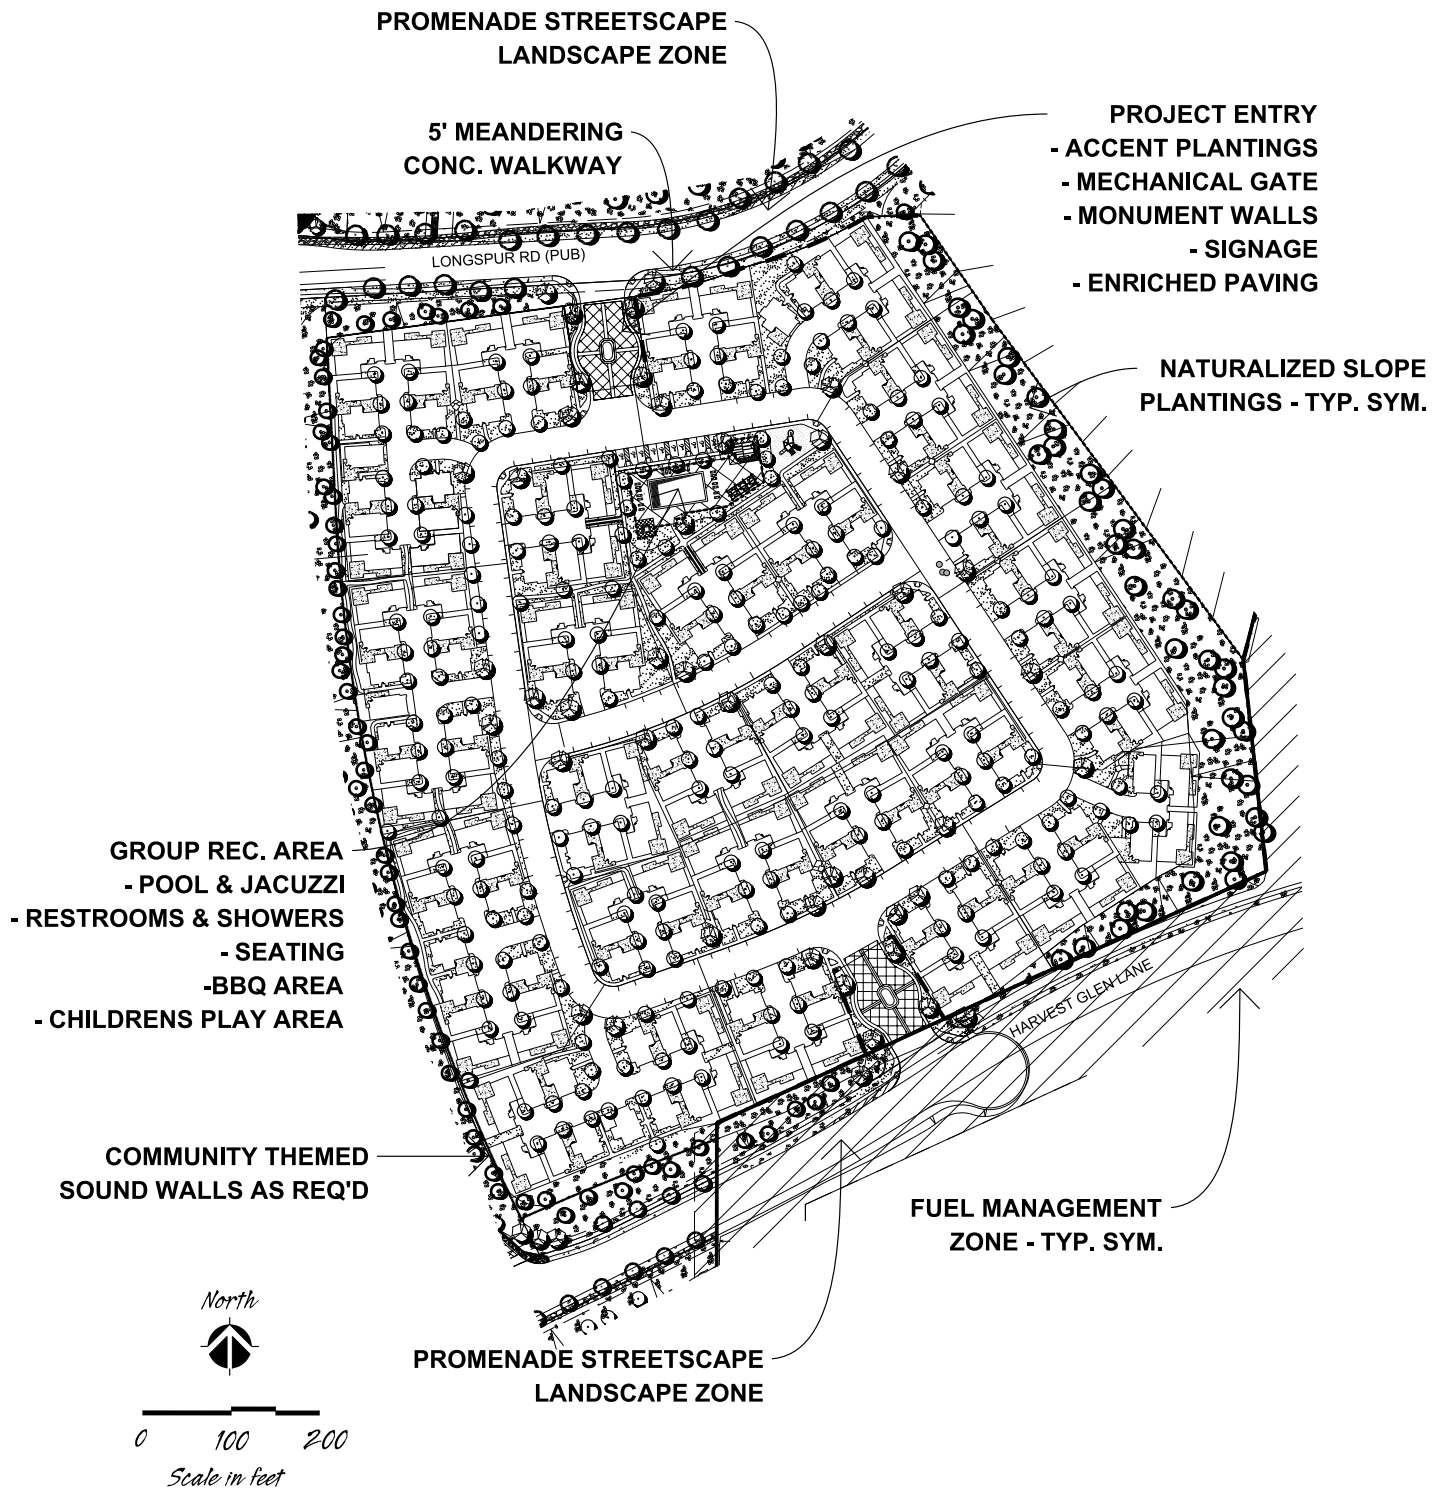 PROMENADE STREETSCAPE
LANDSCAPE ZONE
5' MEANDERING
CONC. WALKWAY
PROJECT ENTRY
- ACCENT PLANTINGS
- MECHANICAL GATE
- MONUMENT WALLS
- SIGNAGE
- ENRICHED PAVING
LONGSPUR RD (PUB)
NATURALIZED SLOPE
PLANTINGS - TYP. SYM.
GROUP REC. AREA
- POOL & JACUZZI
- RESTROOMS & SHOWERS
- SEATING
-BBQ AREA
- CHILDRENS PLAY AREA
HARVEST GLEN LANE
COMMUNITY THEMED
SOUND WALLS AS REQ'D
FUEL MANAGEMENT
ZONE - TYP. SYM.
North
PROMENADE STREETSCAPE
LANDSCAPE ZONE
0 100 200
Scale in feet